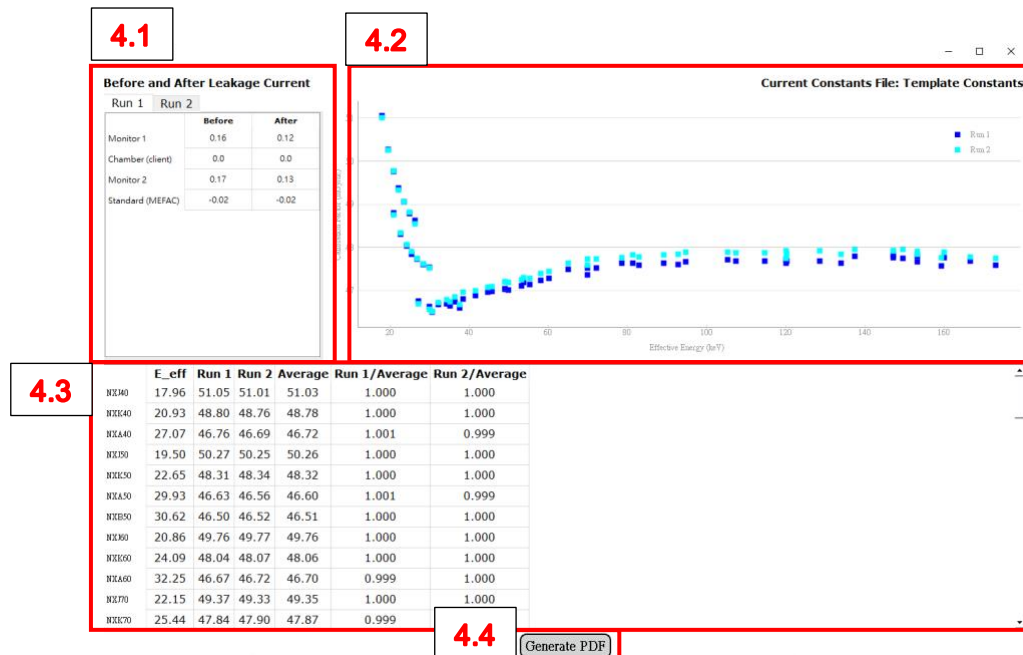 4.1
4.2
Before and After Leakage Current
Run 1 Run 2
Before After
Monitor 1 0.16 0.12
Chamber (client) 0.0 0.0
Monitor 2 0.17 0.13
Standard (MEFAC) -0.02 -0.02
Current Constants File: Template Constants
Run 1
Run 2
20 40 60 80 100 120 140 160
Effective Energy (keV)
4.3
E_eff Run 1 Run 2 Average Run 1/Average Run 2/Average
NXJ40 17.96 51.05 51.01 51.03 1.000 1.000
NXK40 20.93 48.80 48.76 48.78 1.000 1.000
NXA40 27.07 46.76 46.69 46.72 1.001 0.999
NXJ50 19.50 50.27 50.25 50.26 1.000 1.000
NXK50 22.65 48.31 48.34 48.32 1.000 1.000
NXA50 29.93 46.63 46.56 46.60 1.001 0.999
NXB50 30.62 46.50 46.52 46.51 1.000 1.000
NXJ60 20.86 49.76 49.77 49.76 1.000 1.000
NXK60 24.09 48.04 48.07 48.06 1.000 1.000
NXA60 32.25 46.67 46.72 46.70 0.999 1.000
NXJ70 22.15 49.37 49.33 49.35 1.000 1.000
NXK70 25.44 47.84 47.90 47.87 0.999
4.4
Generate PDF